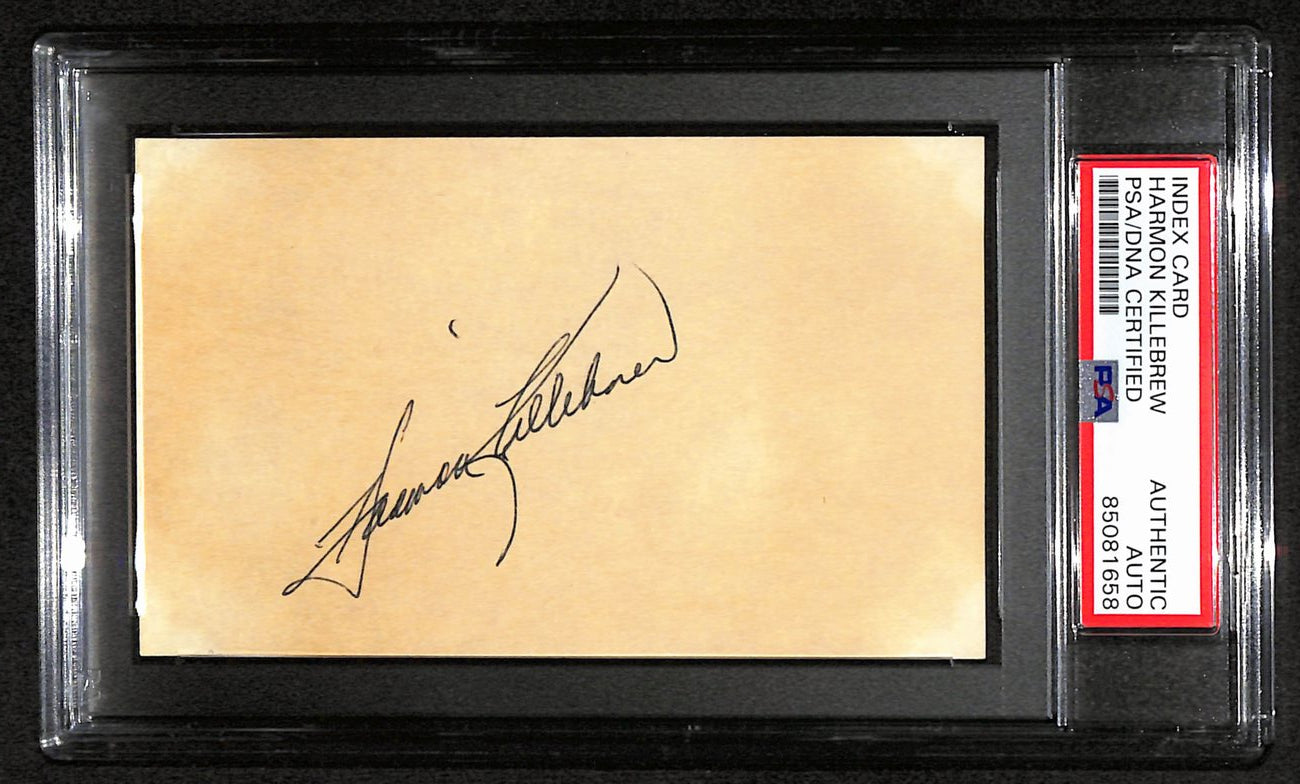 Harmon Killebrew
INDEX CARD
HARMON KILLEBREW
PSA/DNA CERTIFIED
AUTHENTIC
AUTO
85081658
PSA